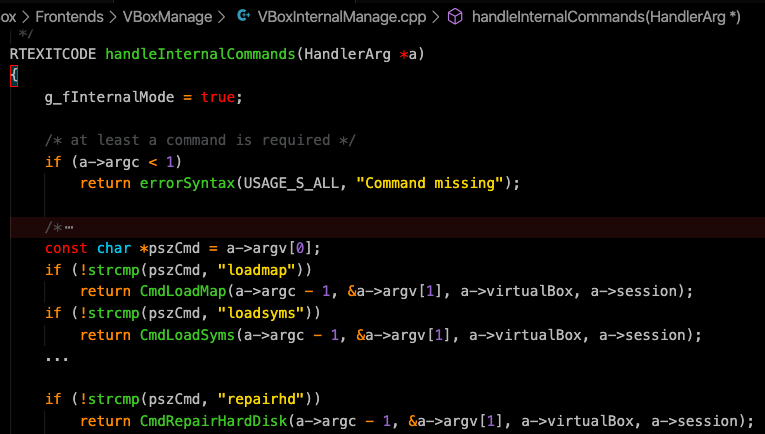 ox > Frontends > VBoxManage > C++ VBoxInternalManage.cpp > handleInternalCommands(HandlerArg *)
 */
RTEXITCODE handleInternalCommands(HandlerArg *a)
{
    g_fInternalMode = true;

    /* at least a command is required */
    if (a->argc < 1)
        return errorSyntax(USAGE_S_ALL, "Command missing");

    /*⋯
    const char *pszCmd = a->argv[0];
    if (!strcmp(pszCmd, "loadmap"))
        return CmdLoadMap(a->argc - 1, &a->argv[1], a->virtualBox, a->session);
    if (!strcmp(pszCmd, "loadsyms"))
        return CmdLoadSyms(a->argc - 1, &a->argv[1], a->virtualBox, a->session);
    ...

    if (!strcmp(pszCmd, "repairhd"))
        return CmdRepairHardDisk(a->argc - 1, &a->argv[1], a->virtualBox, a->session);